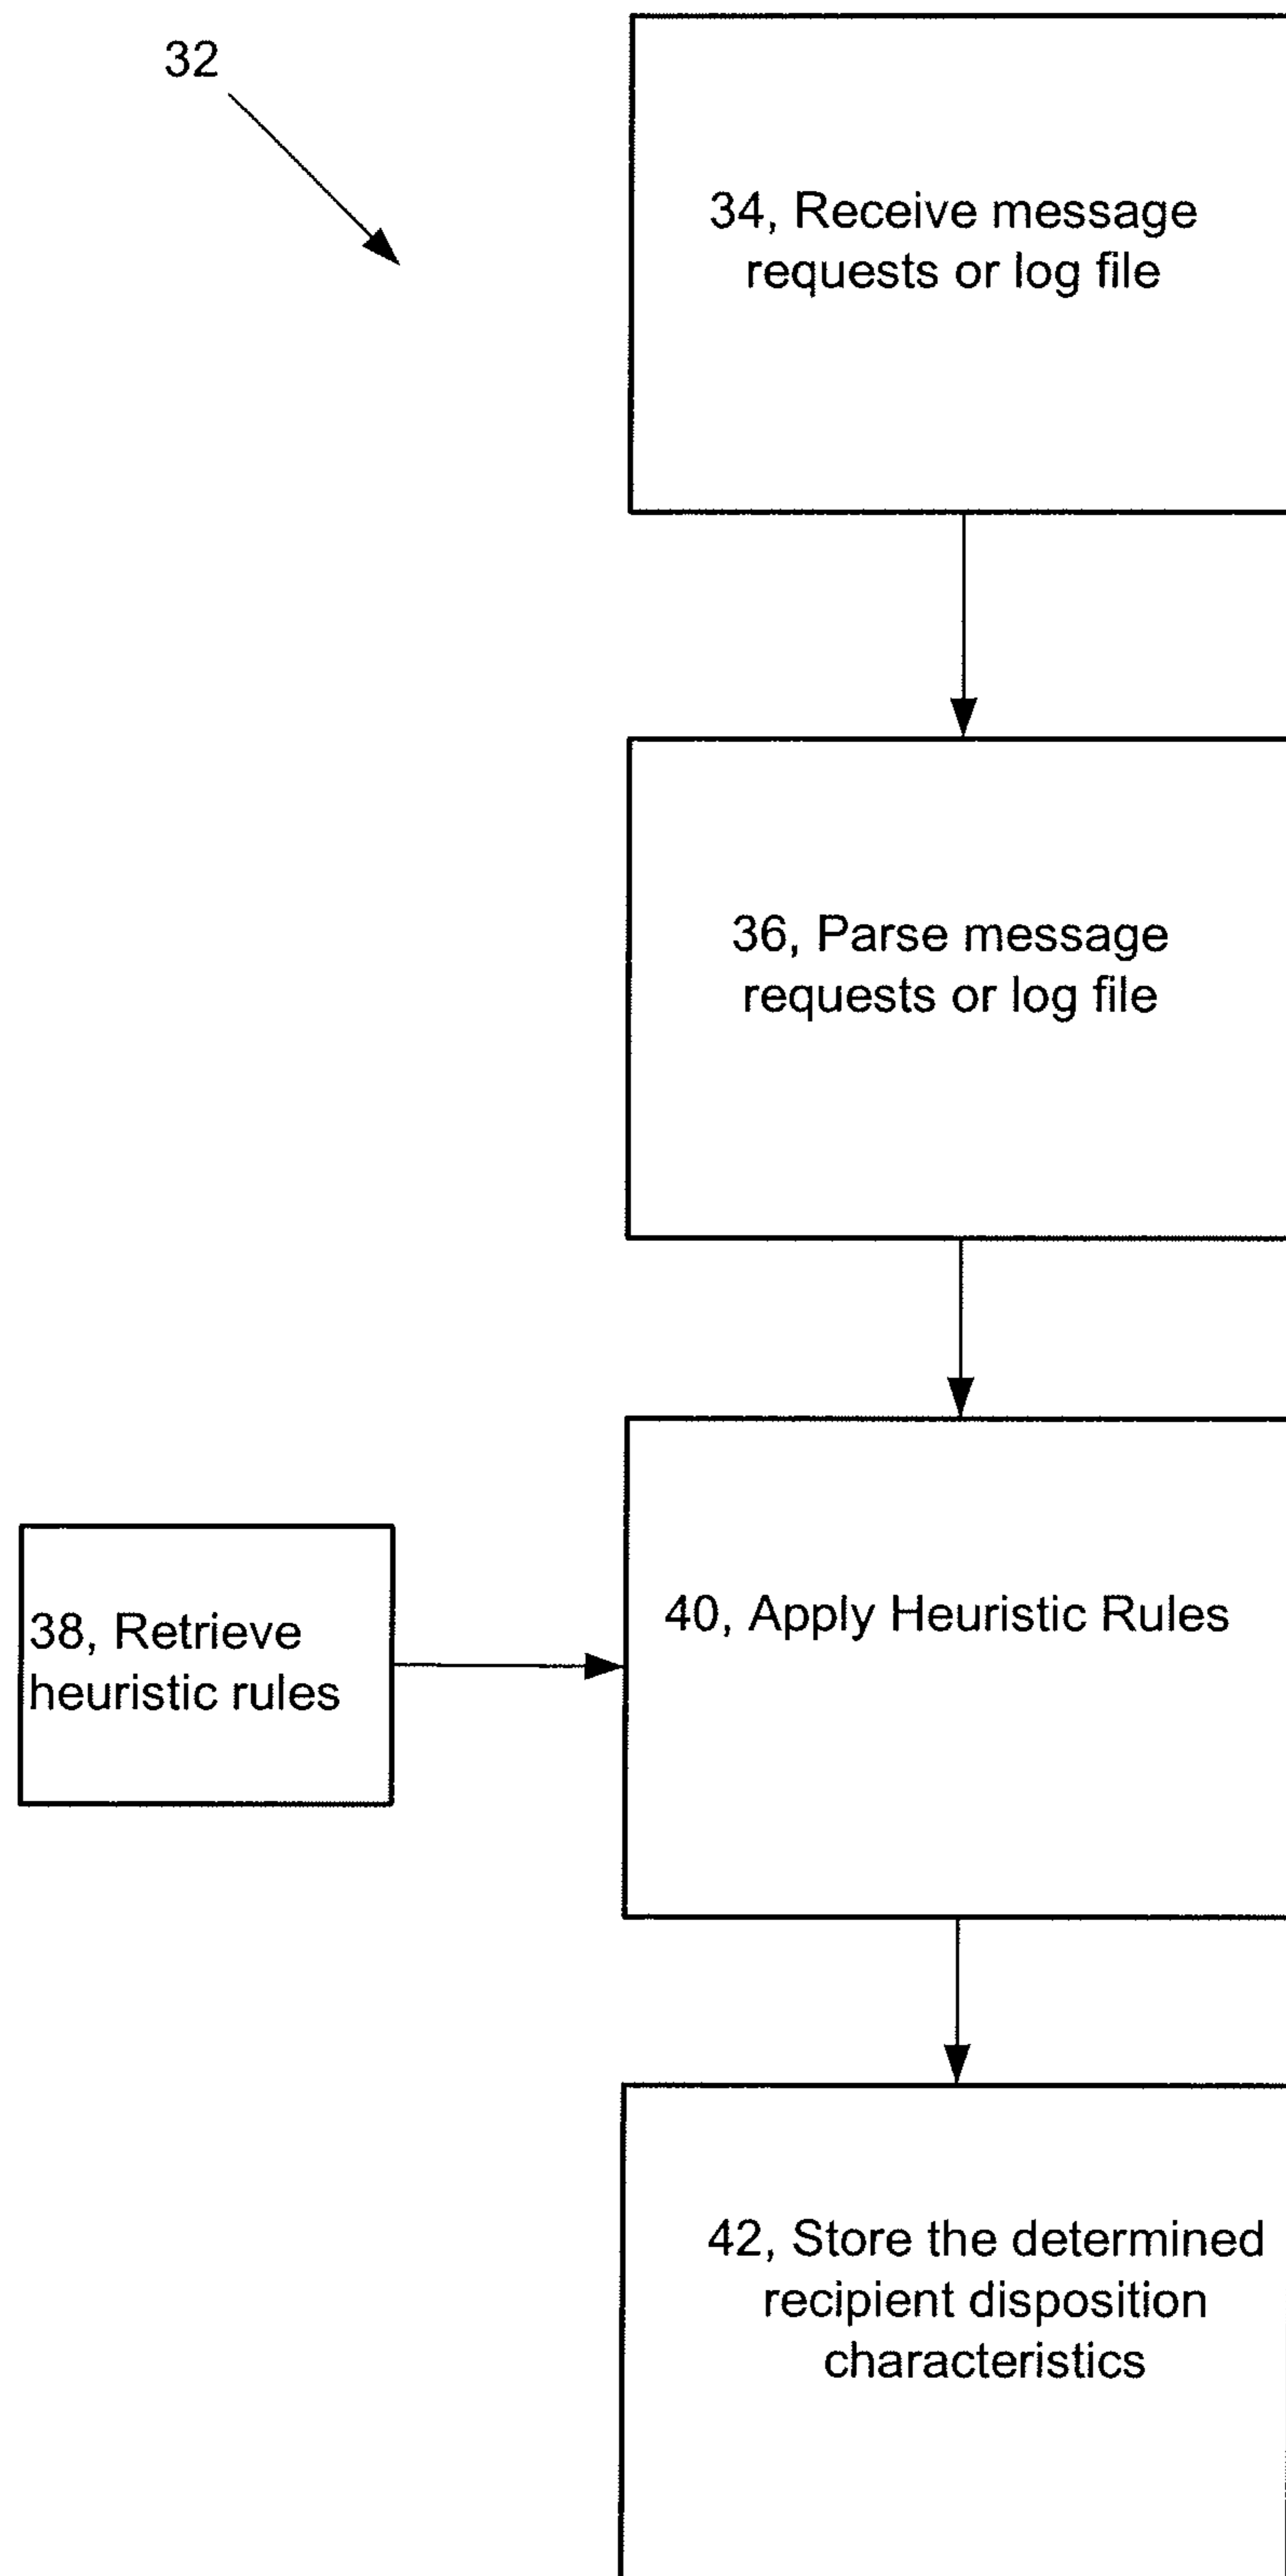 32
34, Receive message
requests or log file
36, Parse message
requests or log file
38, Retrieve
heuristic rules
40, Apply Heuristic Rules
42, Store the determined
recipient disposition
characteristics